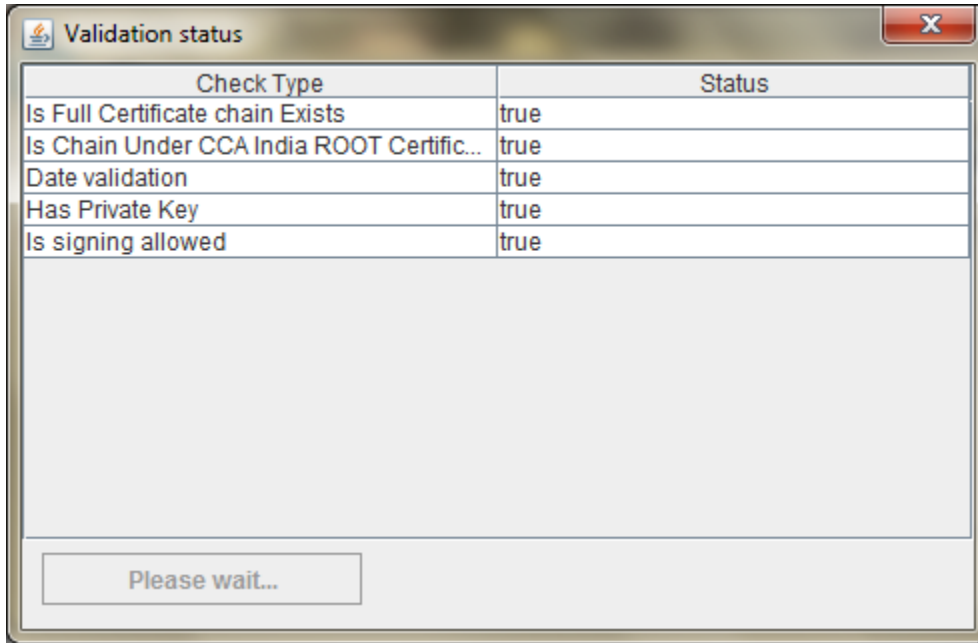 Validation status
Check Type Status
Is Full Certificate chain Exists true
Is Chain Under CCA India ROOT Certific... true
Date validation true
Has Private Key true
Is signing allowed true
Please wait...